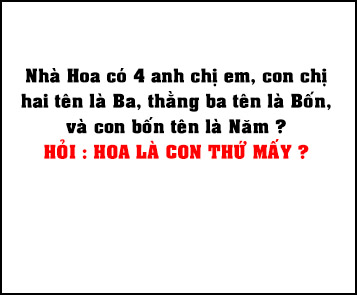 Nhà Hoa có 4 anh chị em, con chị
hai tên là Ba, thằng ba tên là Bốn,
và con bốn tên là Năm ?
HỎI : HOA LÀ CON THỨ MẤY ?